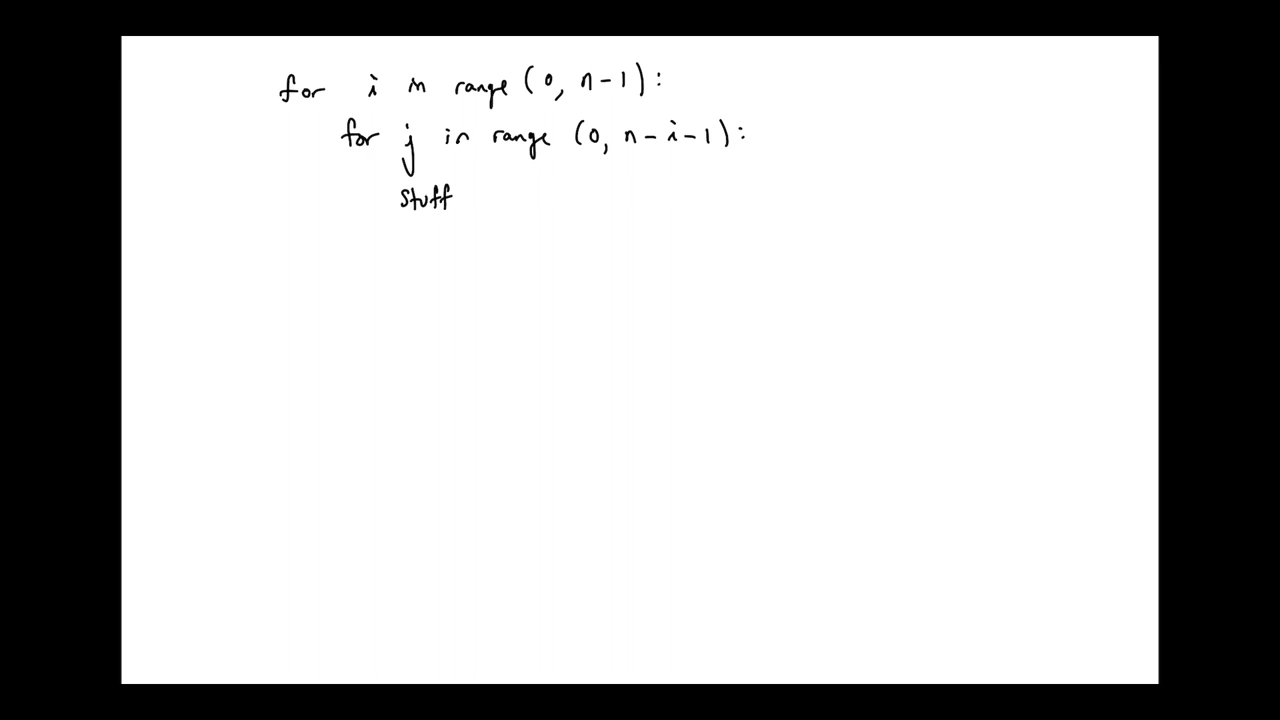 for i in range (0, n-1):
for j in range (0, n-i-1):
stuff